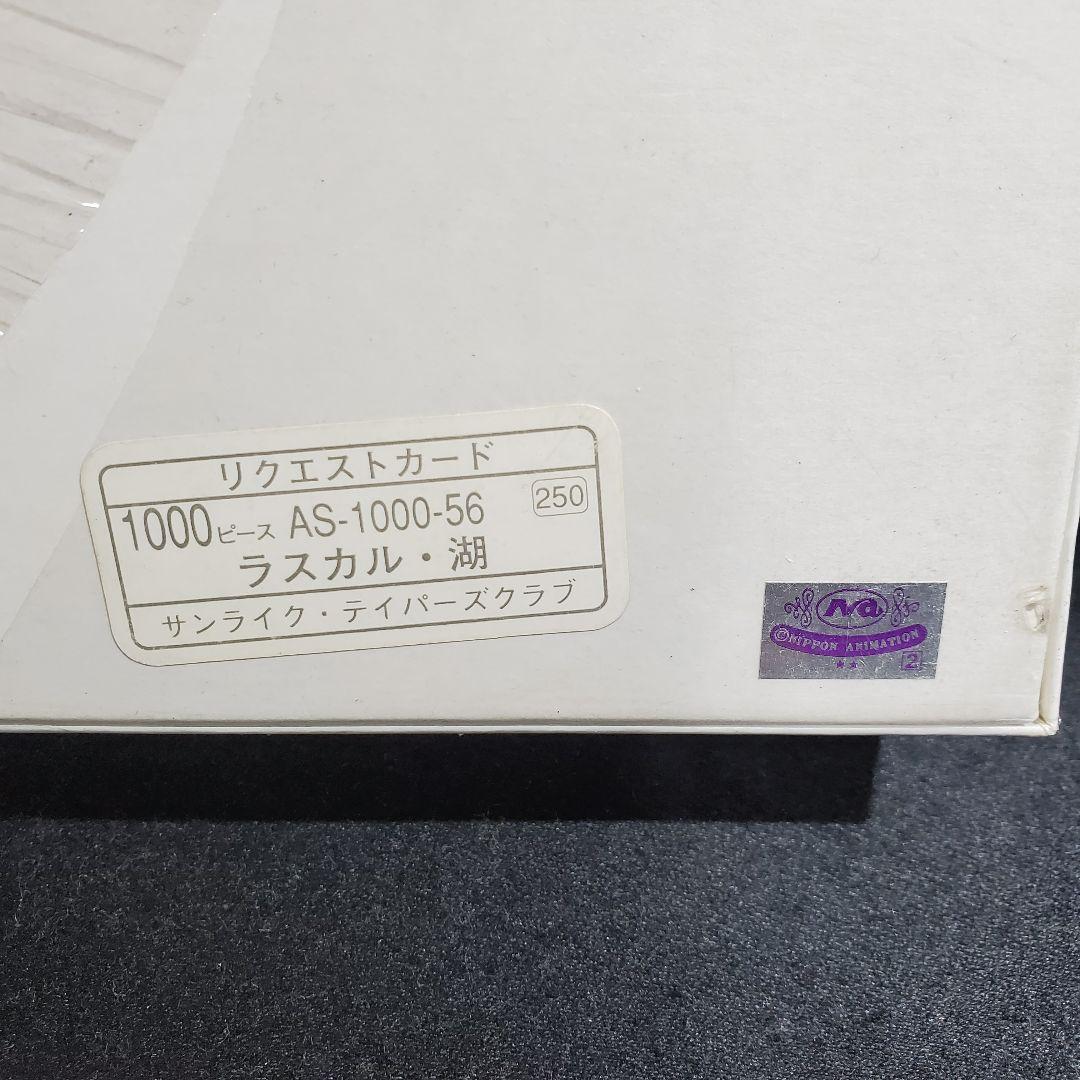 リクエストカード
1000ピース AS-1000-56 250
ラスカル・湖
サンライク・テイパーズクラブ
Na
©NIPPON ANIMATION
★★ 2